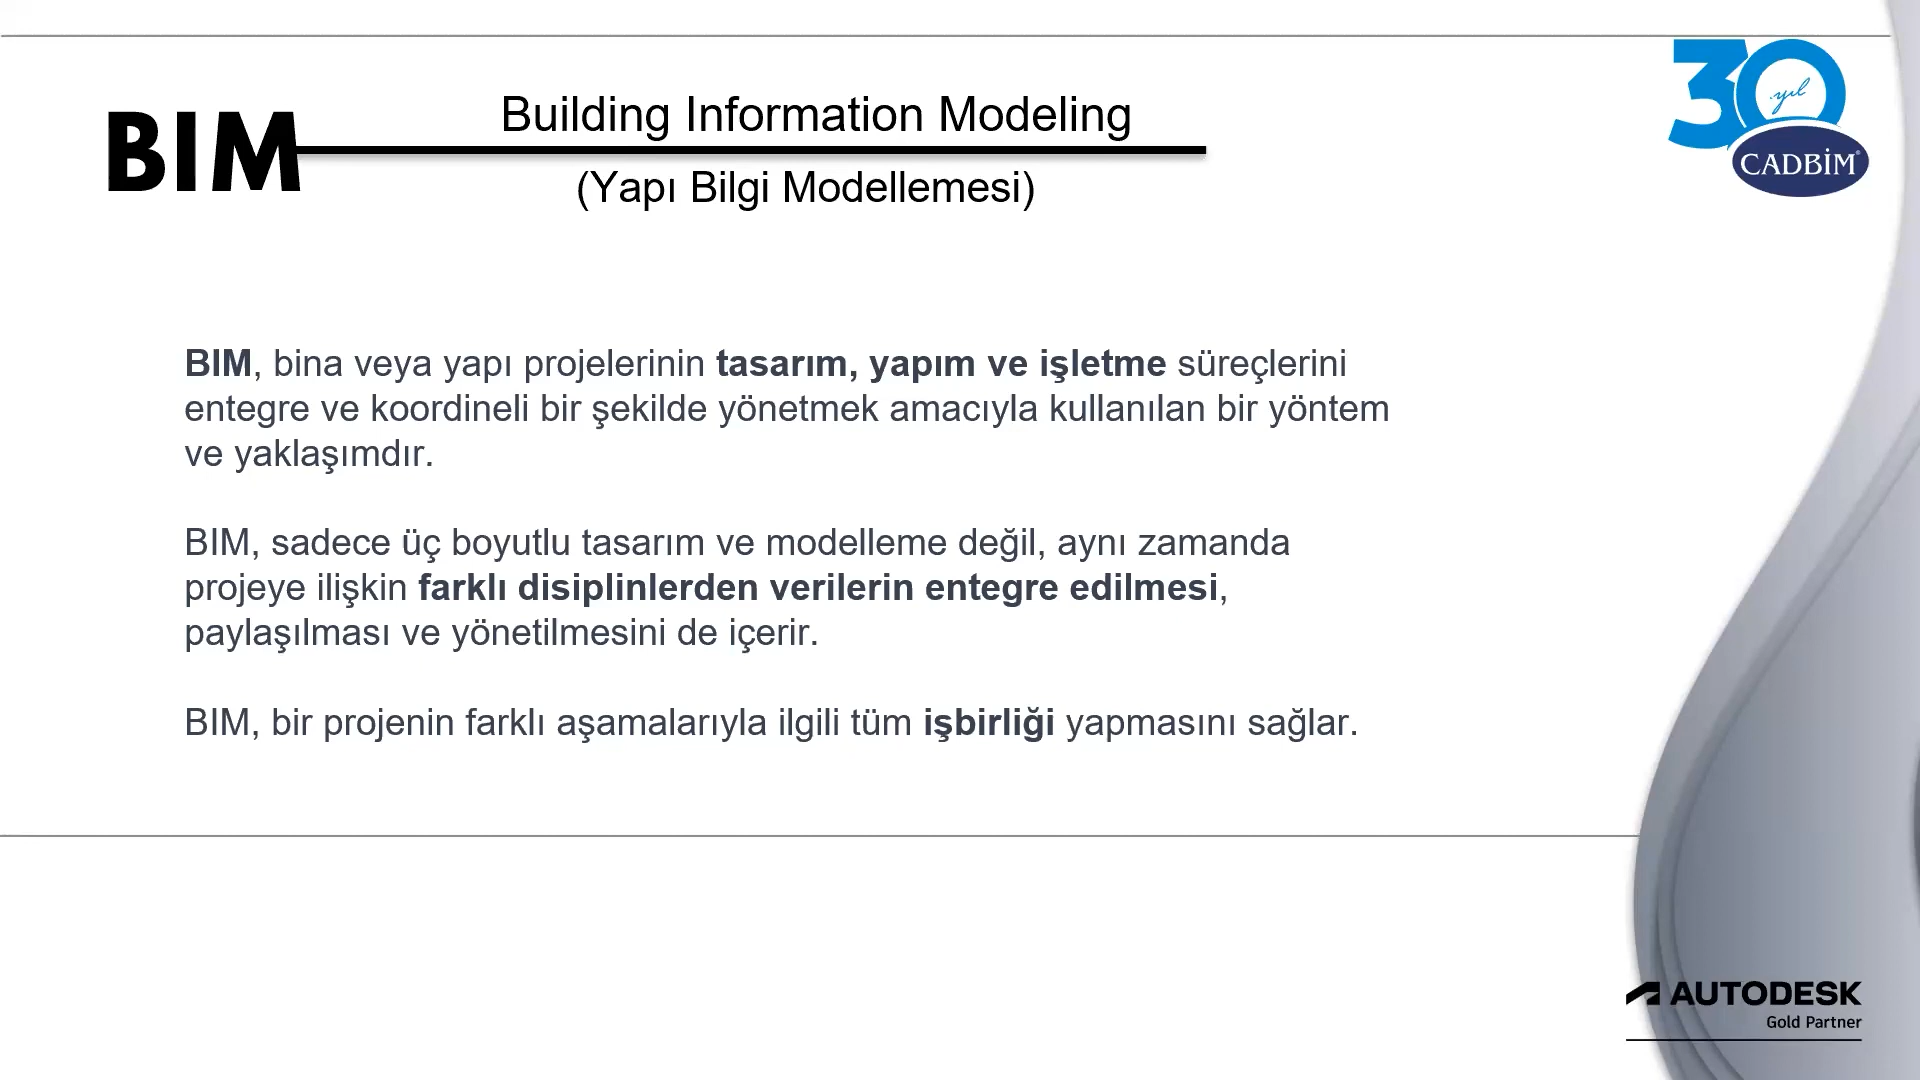 BIM
Building Information Modeling
(Yapı Bilgi Modellemesi)
30
yıl
CADBİM®
BIM, bina veya yapı projelerinin tasarım, yapım ve işletme süreçlerini
entegre ve koordineli bir şekilde yönetmek amacıyla kullanılan bir yöntem
ve yaklaşımdır.
BIM, sadece üç boyutlu tasarım ve modelleme değil, aynı zamanda
projeye ilişkin farklı disiplinlerden verilerin entegre edilmesi,
paylaşılması ve yönetilmesini de içerir.
BIM, bir projenin farklı aşamalarıyla ilgili tüm işbirliği yapmasını sağlar.
AUTODESK
Gold Partner